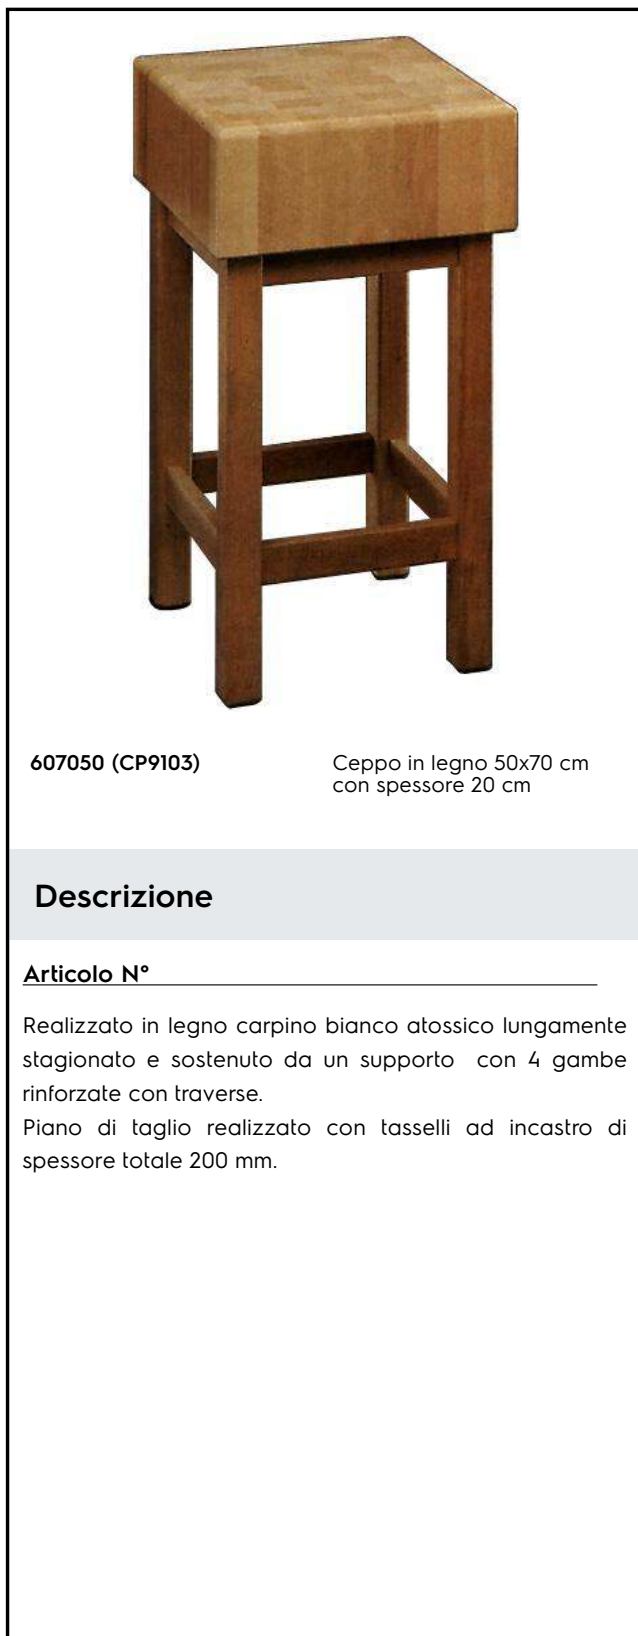 607050 (CP9103)
Ceppo in legno 50x70 cm
con spessore 20 cm
Descrizione
Articolo N°
Realizzato in legno carpino bianco atossico lungamente
stagionato e sostenuto da un supporto con 4 gambe
rinforzate con traverse.
Piano di taglio realizzato con tasselli ad incastro di
spessore totale 200 mm.